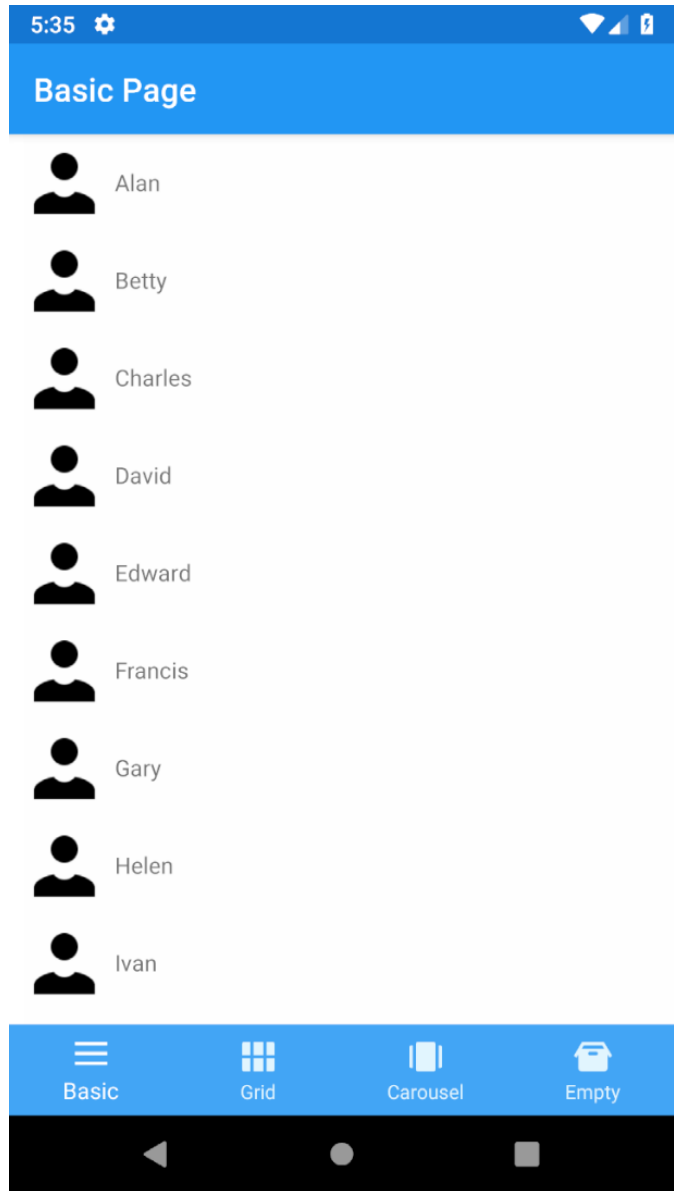 5:35
Basic Page
Alan
Betty
Charles
David
Edward
Francis
Gary
Helen
Ivan
Basic Grid Carousel Empty